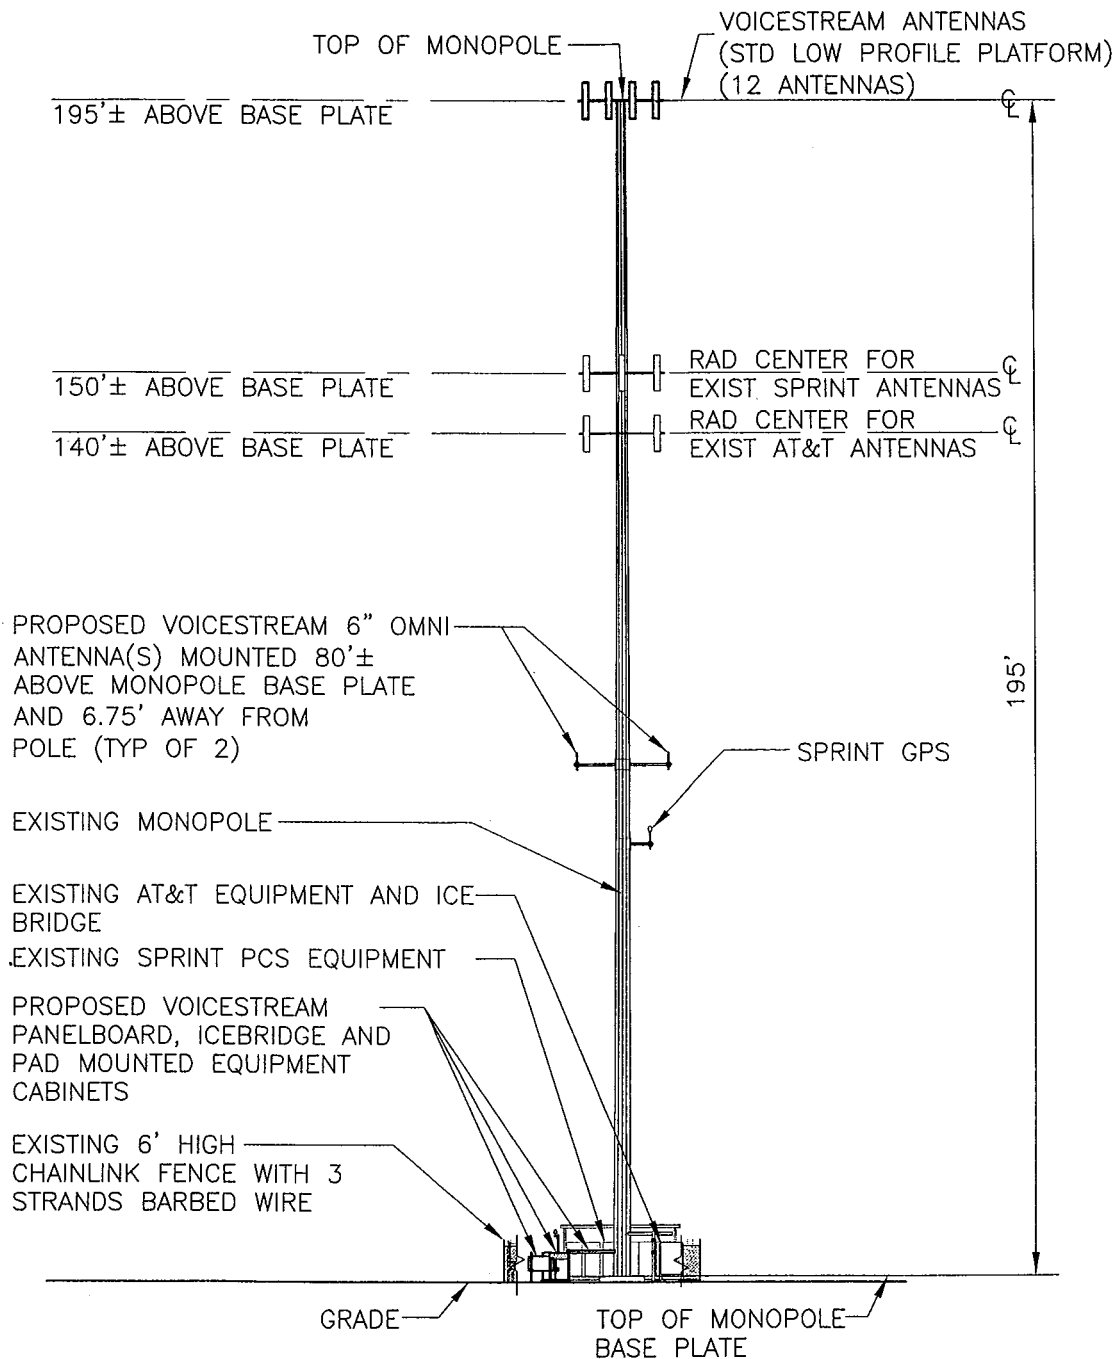 VOICESTREAM ANTENNAS
(STD LOW PROFILE PLATFORM)
(12 ANTENNAS)
TOP OF MONOPOLE
195'± ABOVE BASE PLATE
℄
RAD CENTER FOR
EXIST SPRINT ANTENNAS
℄
150'± ABOVE BASE PLATE
RAD CENTER FOR
EXIST AT&T ANTENNAS
℄
140'± ABOVE BASE PLATE
PROPOSED VOICESTREAM 6" OMNI
ANTENNA(S) MOUNTED 80'±
ABOVE MONOPOLE BASE PLATE
AND 6.75' AWAY FROM
POLE (TYP OF 2)
195'
SPRINT GPS
EXISTING MONOPOLE
EXISTING AT&T EQUIPMENT AND ICE
BRIDGE
EXISTING SPRINT PCS EQUIPMENT
PROPOSED VOICESTREAM
PANELBOARD, ICEBRIDGE AND
PAD MOUNTED EQUIPMENT
CABINETS
EXISTING 6' HIGH
CHAINLINK FENCE WITH 3
STRANDS BARBED WIRE
GRADE
TOP OF MONOPOLE
BASE PLATE